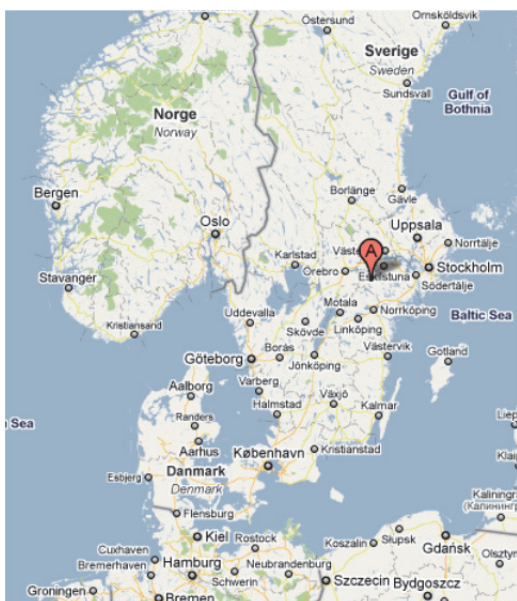 Östersund
Ornsköldsvik
Sverige
Sweden
Sundsvall
Gulf of
Bothnia
Norge
Norway
Borlänge
Gävle
Bergen
Oslo
Uppsala
Norrtälje
A
Karlstad
Örebro
Stockholm
Södertälje
Stavanger
Uddevalla
Motala
Norrköping
Kristiansand
Skövde
Linköping
Baltic Sea
Göteborg
Borås
Jönköping
Västervik
Gotland
Aalborg
Varberg
Växjö
Halmstad
Kalmar
Randers
Sea
Aarhus
København
Kristianstad
Esbjerg
Danmark
Denmark
Flensburg
Kiel
Rostock
Koszalin
Słupsk
Gdańsk
Kaliningrad
Cuxhaven
Bremerhaven
Hamburg
Neubrandenburg
Schwerin
Olsztyn
Groningen
Bremen
Szczecin
Bydgoszcz